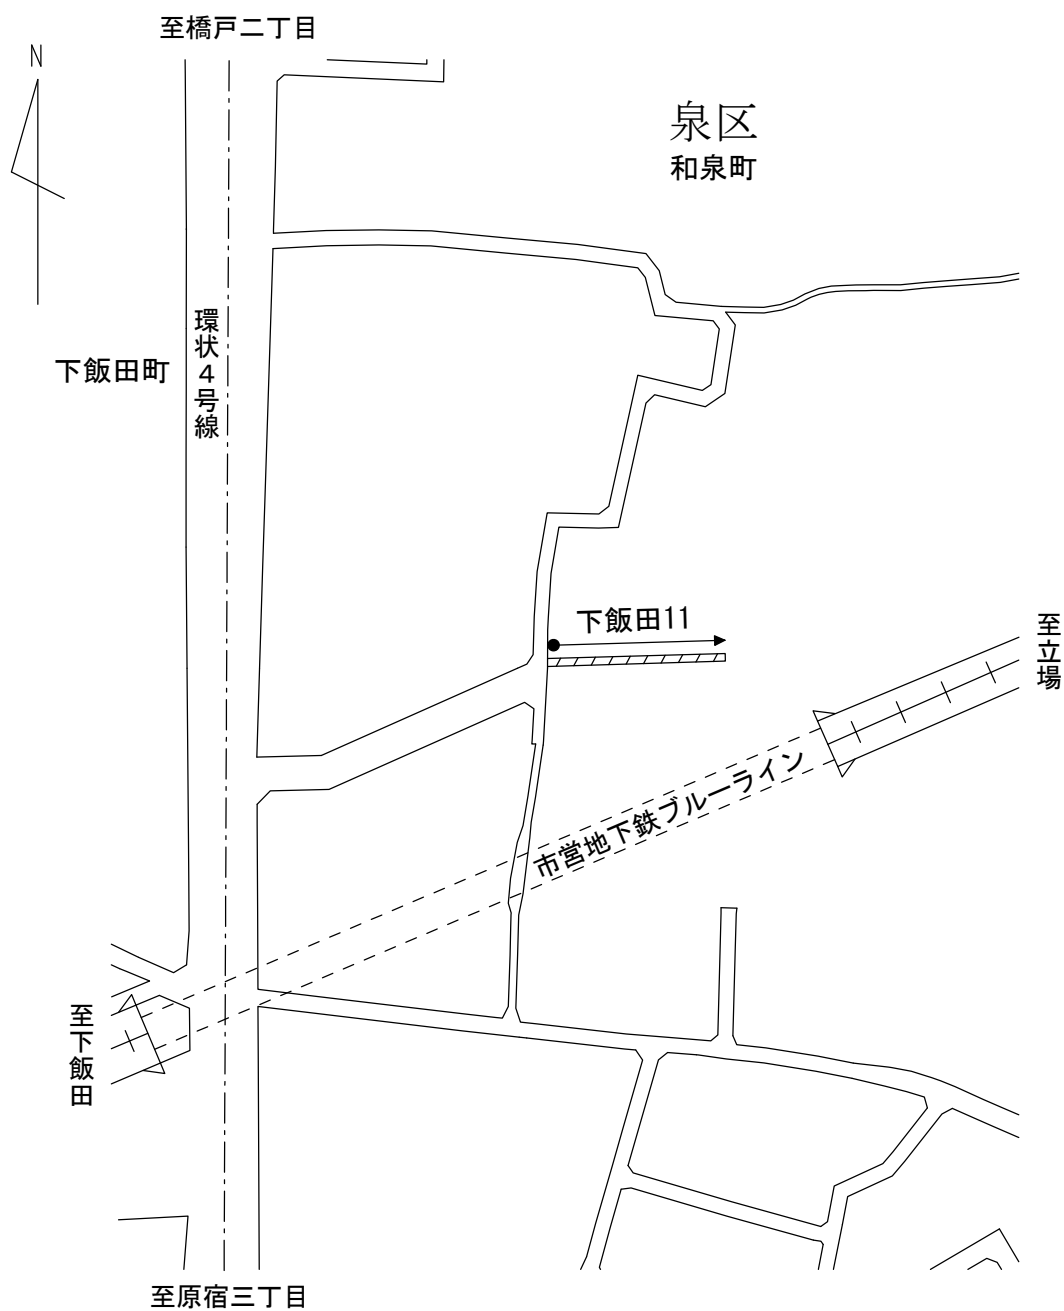 至橋戸二丁目
N
泉区
和泉町
環状4号線
下飯田町
下飯田11
至立場
市営地下鉄ブルーライン
至下飯田
至原宿三丁目